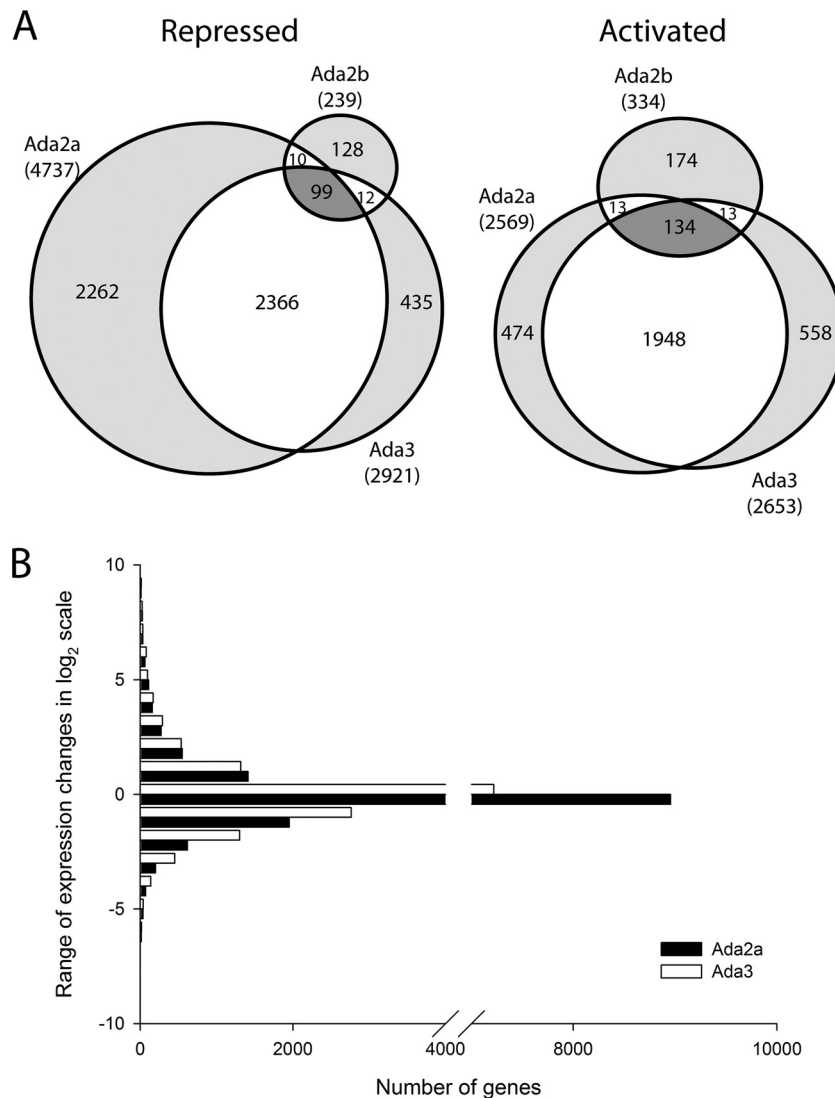 A
Repressed
Activated
Ada2b
(239)
Ada2a
(4737)
10
128
99
12
2262
2366
435
Ada3
(2921)
Ada2b
(334)
174
Ada2a
(2569)
13
134
13
474
1948
558
Ada3
(2653)
B
Range of expression changes in log₂ scale
10
5
0
-5
-10
Ada2a
Ada3
0
2000
4000
8000
10000
Number of genes